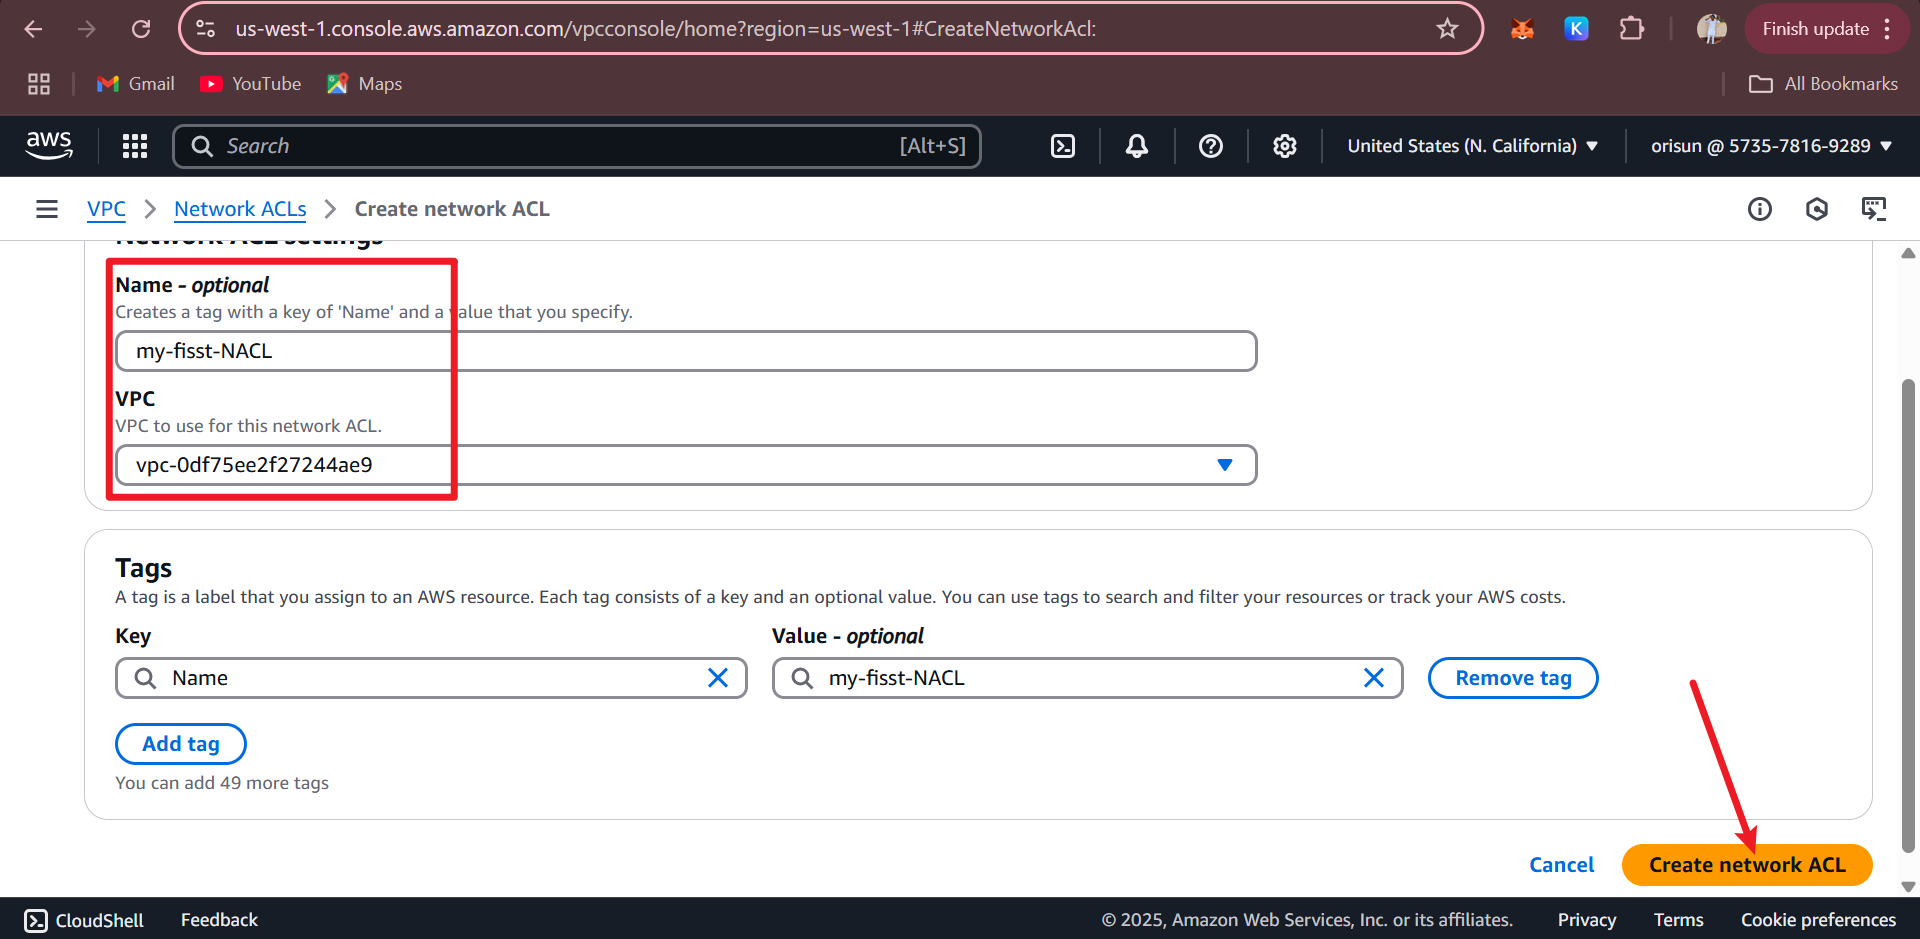 us-west-1.console.aws.amazon.com/vpcconsole/home?region=us-west-1#CreateNetworkAcl:
K
Finish update
Gmail
YouTube
Maps
All Bookmarks
aws
Search
[Alt+S]
United States (N. California)
orisun @ 5735-7816-9289
VPC
Network ACLs
Create network ACL
Network ACL settings
Name - optional
Creates a tag with a key of 'Name' and a value that you specify.
my-fisst-NACL
VPC
VPC to use for this network ACL.
vpc-0df75ee2f27244ae9
Tags
A tag is a label that you assign to an AWS resource. Each tag consists of a key and an optional value. You can use tags to search and filter your resources or track your AWS costs.
Key
Value - optional
Name
my-fisst-NACL
Remove tag
Add tag
You can add 49 more tags
Cancel
Create network ACL
CloudShell
Feedback
© 2025, Amazon Web Services, Inc. or its affiliates.
Privacy
Terms
Cookie preferences